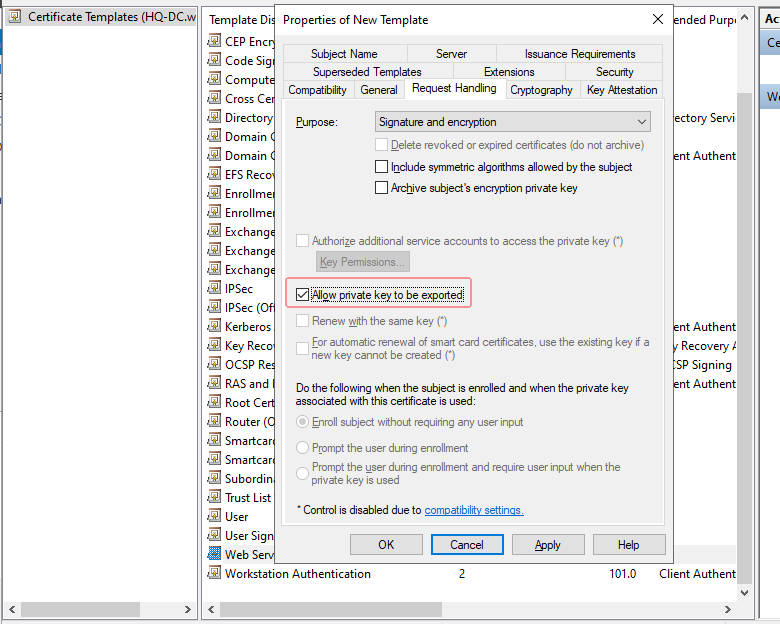 Certificate Templates (HQ-DC.w
Template Dis
ended Purp
Ac
CEP Encry
Ce
Code Sign
Compute
Cross Cer
Directory
ectory Servic
Domain C
Domain C
ent Authent
EFS Recov
Enrollmen
Enrollmen
Exchange
Exchange
Exchange
IPSec
IPSec (Off
Kerberos
ent Authent
Key Recov
y Recovery A
OCSP Res
CSP Signing
RAS and I
ent Authent
Root Cert
Router (O
Smartcard
Smartcard
Subordina
Trust List
User
User Sign
Web Serv
Workstation Authentication 2 101.0 Client Authent
Properties of New Template
Subject Name Server Issuance Requirements
Superseded Templates Extensions Security
Compatibility General Request Handling Cryptography Key Attestation
Purpose: Signature and encryption
Delete revoked or expired certificates (do not archive)
Include symmetric algorithms allowed by the subject
Archive subject's encryption private key
Authorize additional service accounts to access the private key (*)
Key Permissions...
Allow private key to be exported
Renew with the same key (*)
For automatic renewal of smart card certificates, use the existing key if a
new key cannot be created (*)
Do the following when the subject is enrolled and when the private key
associated with this certificate is used:
Enroll subject without requiring any user input
Prompt the user during enrollment
Prompt the user during enrollment and require user input when the
private key is used
* Control is disabled due to compatibility settings.
OK Cancel Apply Help